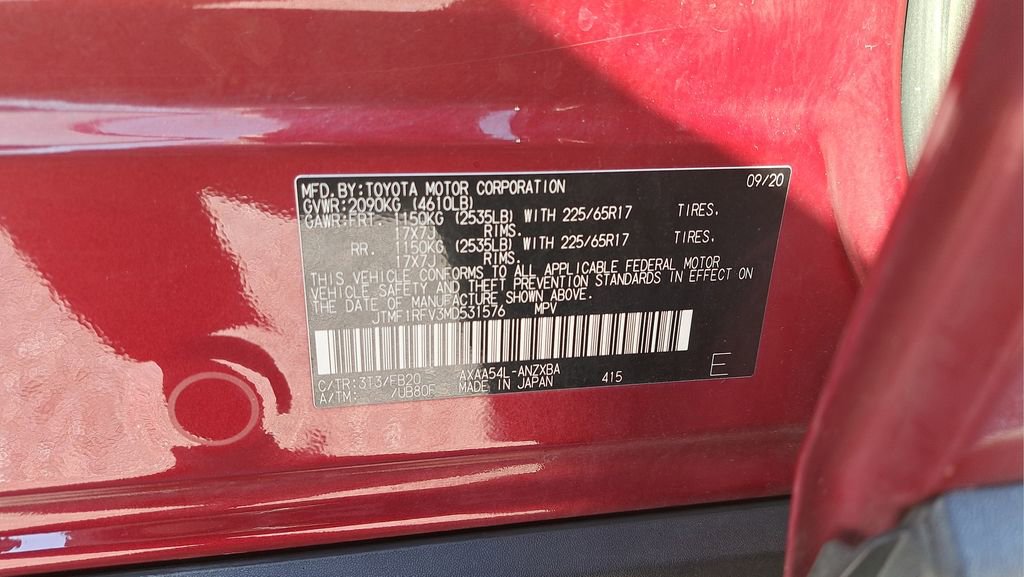 MFD. BY: TOYOTA MOTOR CORPORATION 09/20
GVWR: 2090KG (4610LB)
GAWR: FRT. 1150KG (2535LB) WITH 225/65R17 TIRES.
17X7J RIMS.
RR. 1150KG (2535LB) WITH 225/65R17 TIRES.
17X7J RIMS.
THIS VEHICLE CONFORMS TO ALL APPLICABLE FEDERAL MOTOR
VEHICLE SAFETY AND THEFT PREVENTION STANDARDS IN EFFECT ON
THE DATE OF MANUFACTURE SHOWN ABOVE.
JTMF1RFV3MD531576 MPV
C/TR: 3T3/FB20 AXAA54L-ANZXBA
A/TM: /UB80F MADE IN JAPAN 415 E